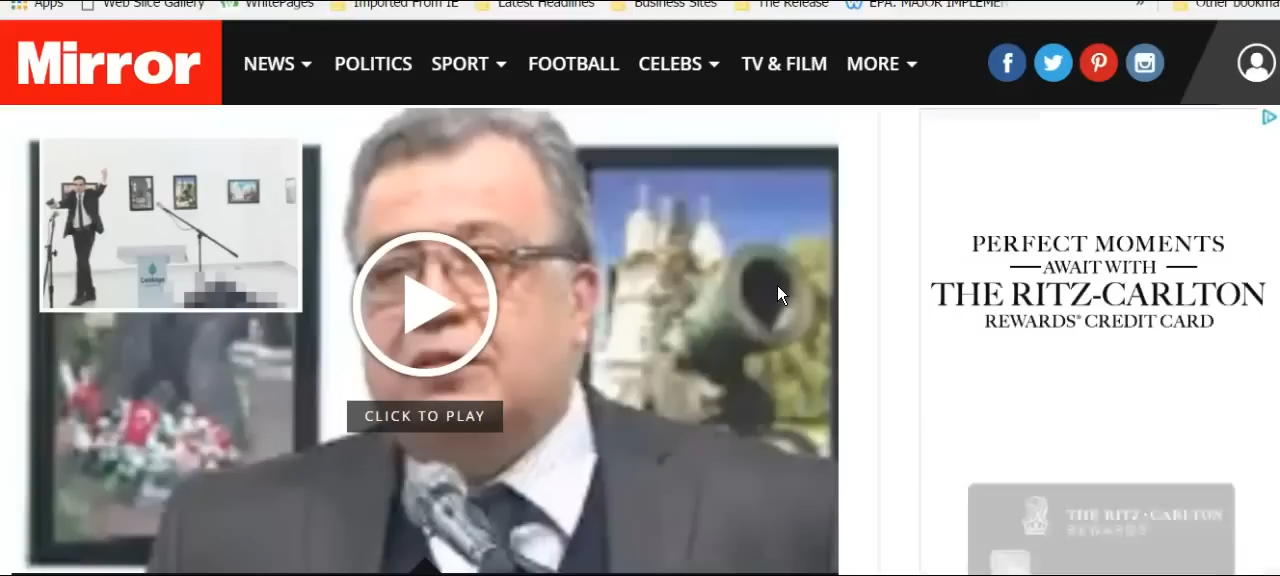 Apps Web Slice Gallery WhitePages Imported From IE Latest Headlines Business Sites The Release EPA: MAJOR IMPLEME » Other bookma
Mirror NEWS POLITICS SPORT FOOTBALL CELEBS TV & FILM MORE
CLICK TO PLAY
PERFECT MOMENTS
AWAIT WITH
THE RITZ-CARLTON
REWARDS® CREDIT CARD
THE RITZ·CARLTON
REWARDS®